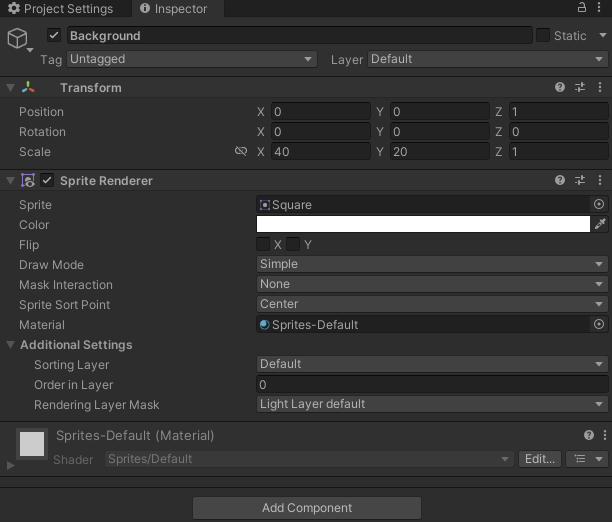 Project Settings Inspector
Background Static
Tag Untagged Layer Default
Transform
Position X 0 Y 0 Z 1
Rotation X 0 Y 0 Z 0
Scale X 40 Y 20 Z 1
Sprite Renderer
Sprite Square
Color
Flip X Y
Draw Mode Simple
Mask Interaction None
Sprite Sort Point Center
Material Sprites-Default
Additional Settings
Sorting Layer Default
Order in Layer 0
Rendering Layer Mask Light Layer default
Sprites-Default (Material)
Shader Sprites/Default Edit...
Add Component